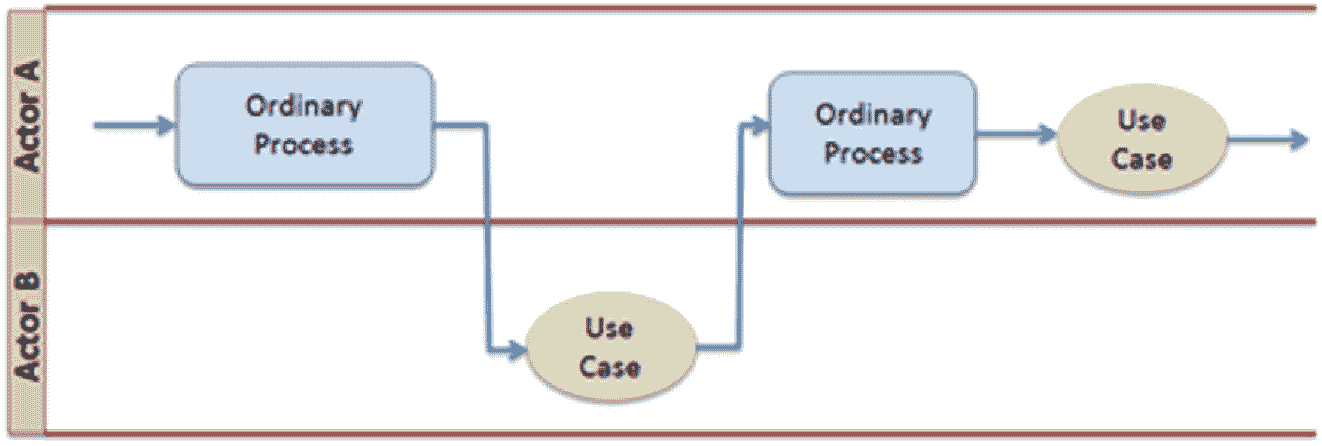 Actor A
Ordinary
Process
Ordinary
Process
Use
Case
Actor B
Use
Case